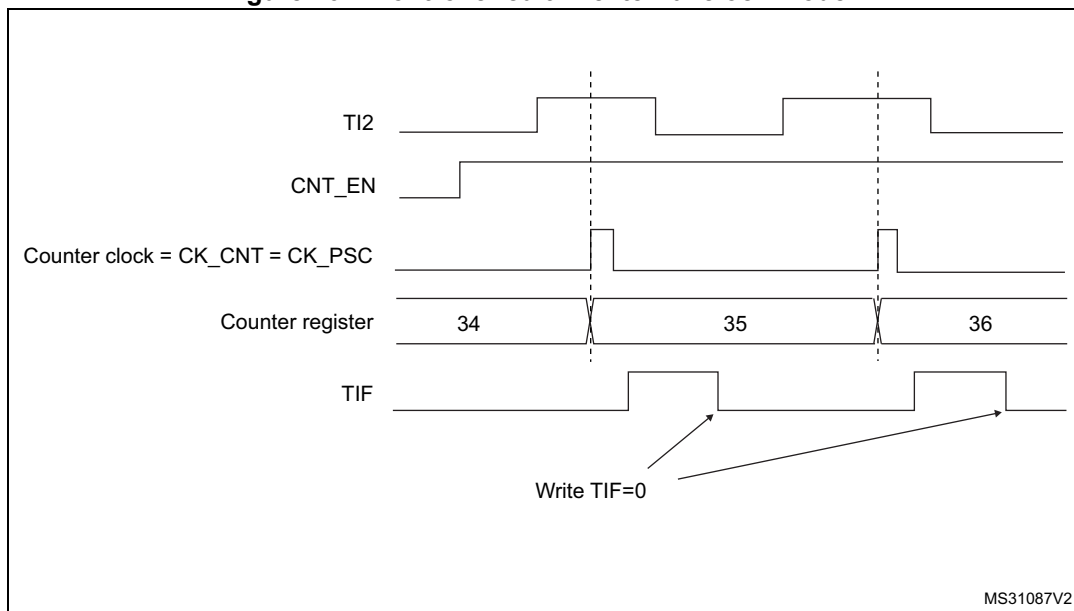 TI2
CNT_EN
Counter clock = CK_CNT = CK_PSC
Counter register 34 35 36
TIF
Write TIF=0
MS31087V2